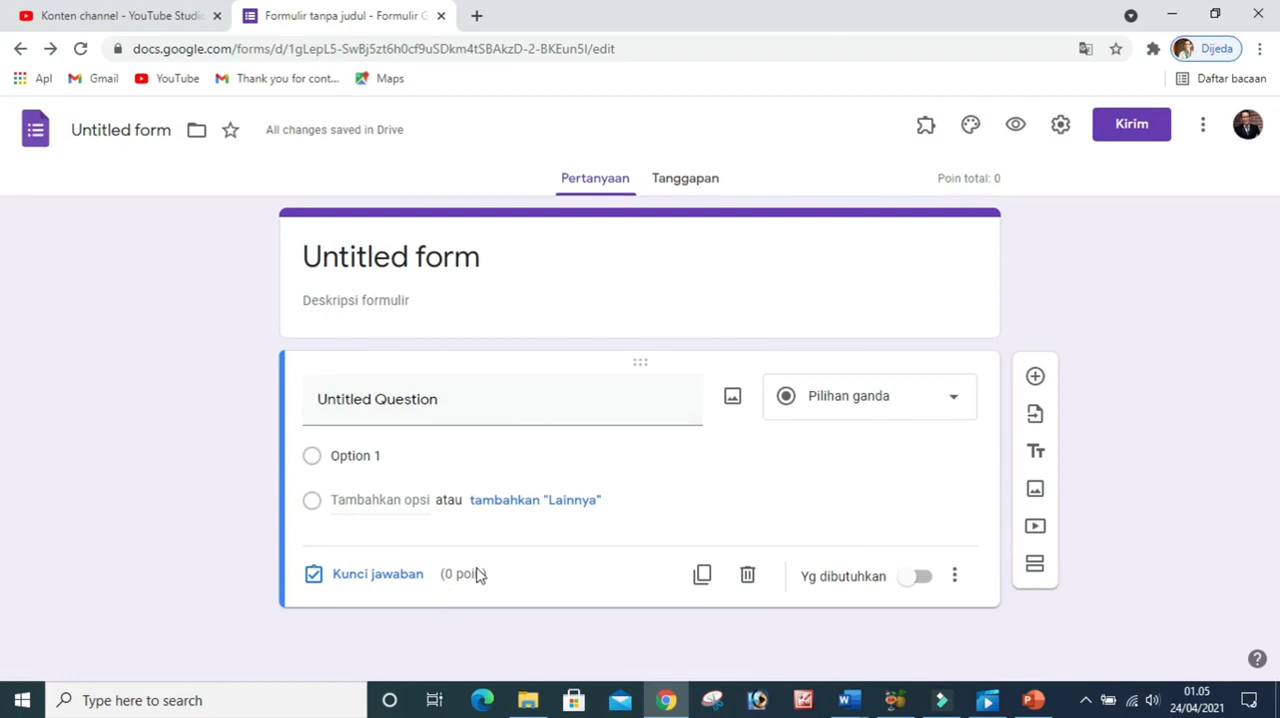 Konten channel - YouTube Studio
Formulir tanpa judul - Formulir G
docs.google.com/forms/d/1gLepL5-SwBj5zt6h0cf9uSDkm4tSBAkzD-2-BKEun5I/edit
Dijeda
Apl
Gmail
YouTube
Thank you for cont...
Maps
Daftar bacaan
Untitled form
All changes saved in Drive
Kirim
Pertanyaan
Tanggapan
Poin total: 0
Untitled form
Deskripsi formulir
Untitled Question
Pilihan ganda
Option 1
Tambahkan opsi atau tambahkan "Lainnya"
Kunci jawaban (0 poin)
Yg dibutuhkan
Type here to search
01.05
24/04/2021